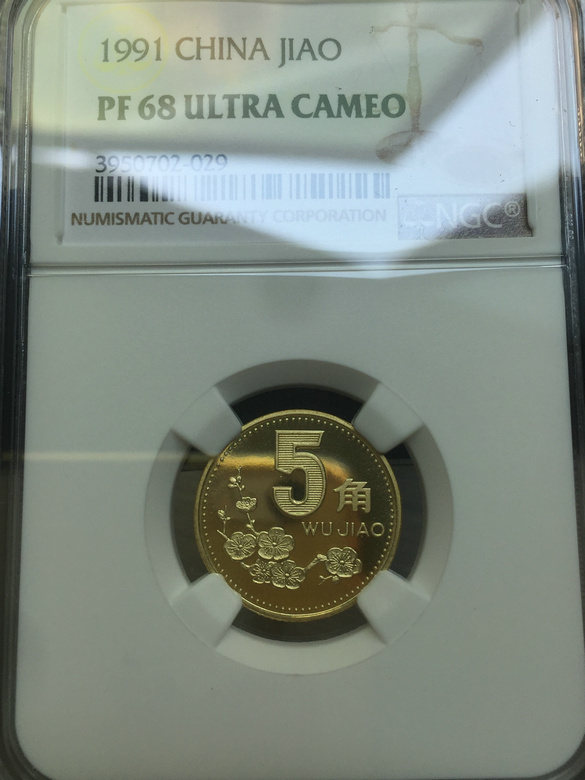 1991 CHINA JIAO
PF 68 ULTRA CAMEO
3950702-029
NUMISMATIC GUARANTY CORPORATION
NGC®
5
角
WU JIAO